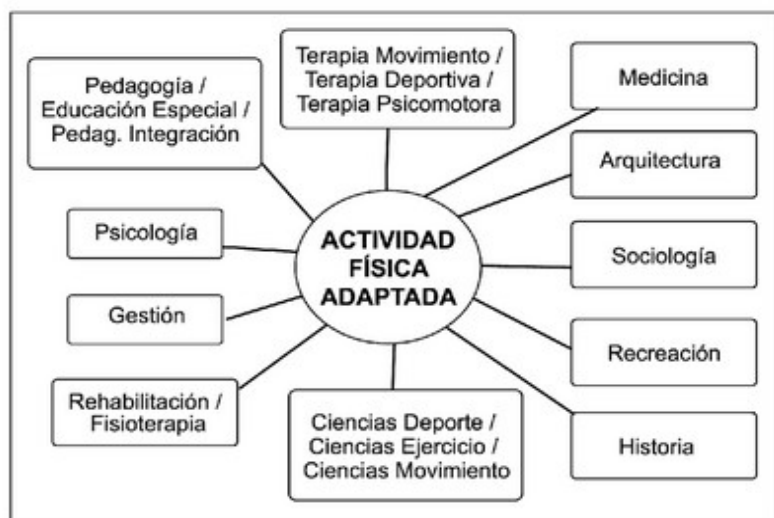 Pedagogía /
Educación Especial /
Pedag. Integración
Terapia Movimiento /
Terapia Deportiva /
Terapia Psicomotora
Medicina
Arquitectura
Psicología
ACTIVIDAD
FÍSICA
ADAPTADA
Sociología
Gestión
Recreación
Rehabilitación /
Fisioterapia
Ciencias Deporte /
Ciencias Ejercicio /
Ciencias Movimiento
Historia